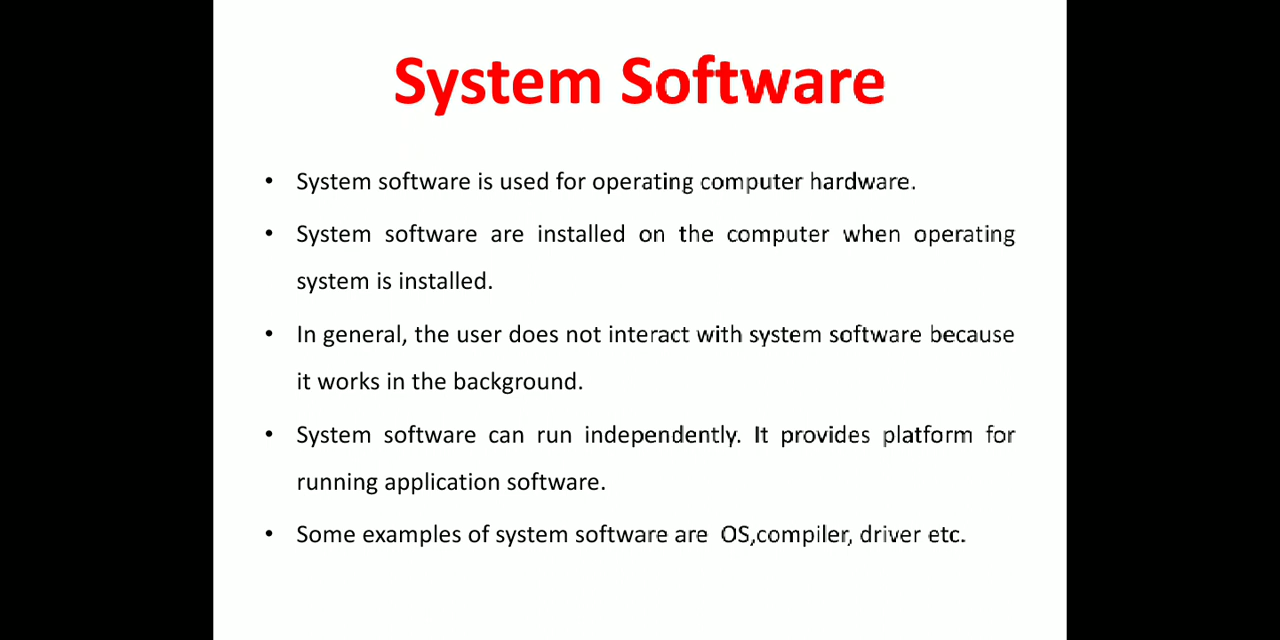 System Software
• System software is used for operating computer hardware.
• System software are installed on the computer when operating
system is installed.
• In general, the user does not interact with system software because
it works in the background.
• System software can run independently. It provides platform for
running application software.
• Some examples of system software are  OS,compiler, driver etc.